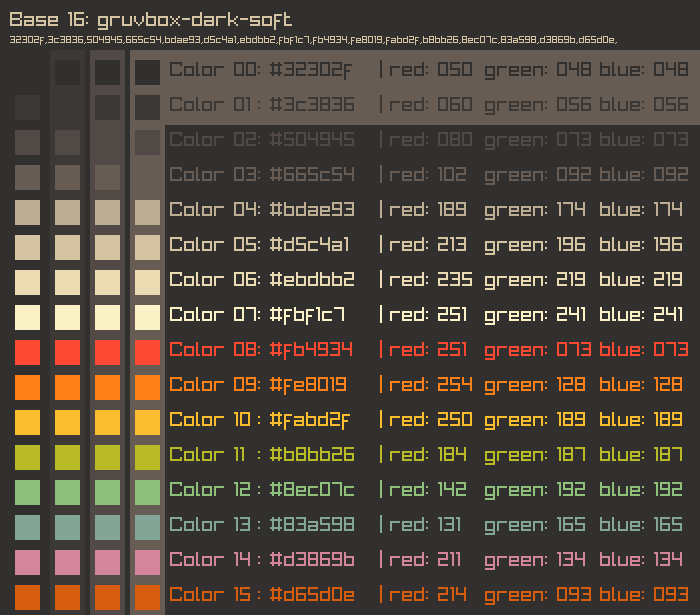 Base 16: gruvbox-dark-soft
32302f,3c3836,504945,665c54,bdae93,d5c4a1,ebdbb2,fbf1c7,fb4934,fe8019,fabd2f,b8bb26,8ec07c,83a598,d3869b,d65d0e,
Color 00: #32302f | red: 050 green: 048 blue: 048
Color 01 : #3c3836 | red: 060 green: 056 blue: 056
Color 02: #504945 | red: 080 green: 073 blue: 073
Color 03: #665c54 | red: 102 green: 092 blue: 092
Color 04: #bdae93 | red: 189 green: 174 blue: 174
Color 05: #d5c4a1 | red: 213 green: 196 blue: 196
Color 06: #ebdbb2 | red: 235 green: 219 blue: 219
Color 07: #fbf1c7 | red: 251 green: 241 blue: 241
Color 08: #fb4934 | red: 251 green: 073 blue: 073
Color 09: #fe8019 | red: 254 green: 128 blue: 128
Color 10 : #fabd2f | red: 250 green: 189 blue: 189
Color 11 : #b8bb26 | red: 184 green: 187 blue: 187
Color 12 : #8ec07c | red: 142 green: 192 blue: 192
Color 13 : #83a598 | red: 131 green: 165 blue: 165
Color 14 : #d3869b | red: 211 green: 134 blue: 134
Color 15 : #d65d0e | red: 214 green: 093 blue: 093